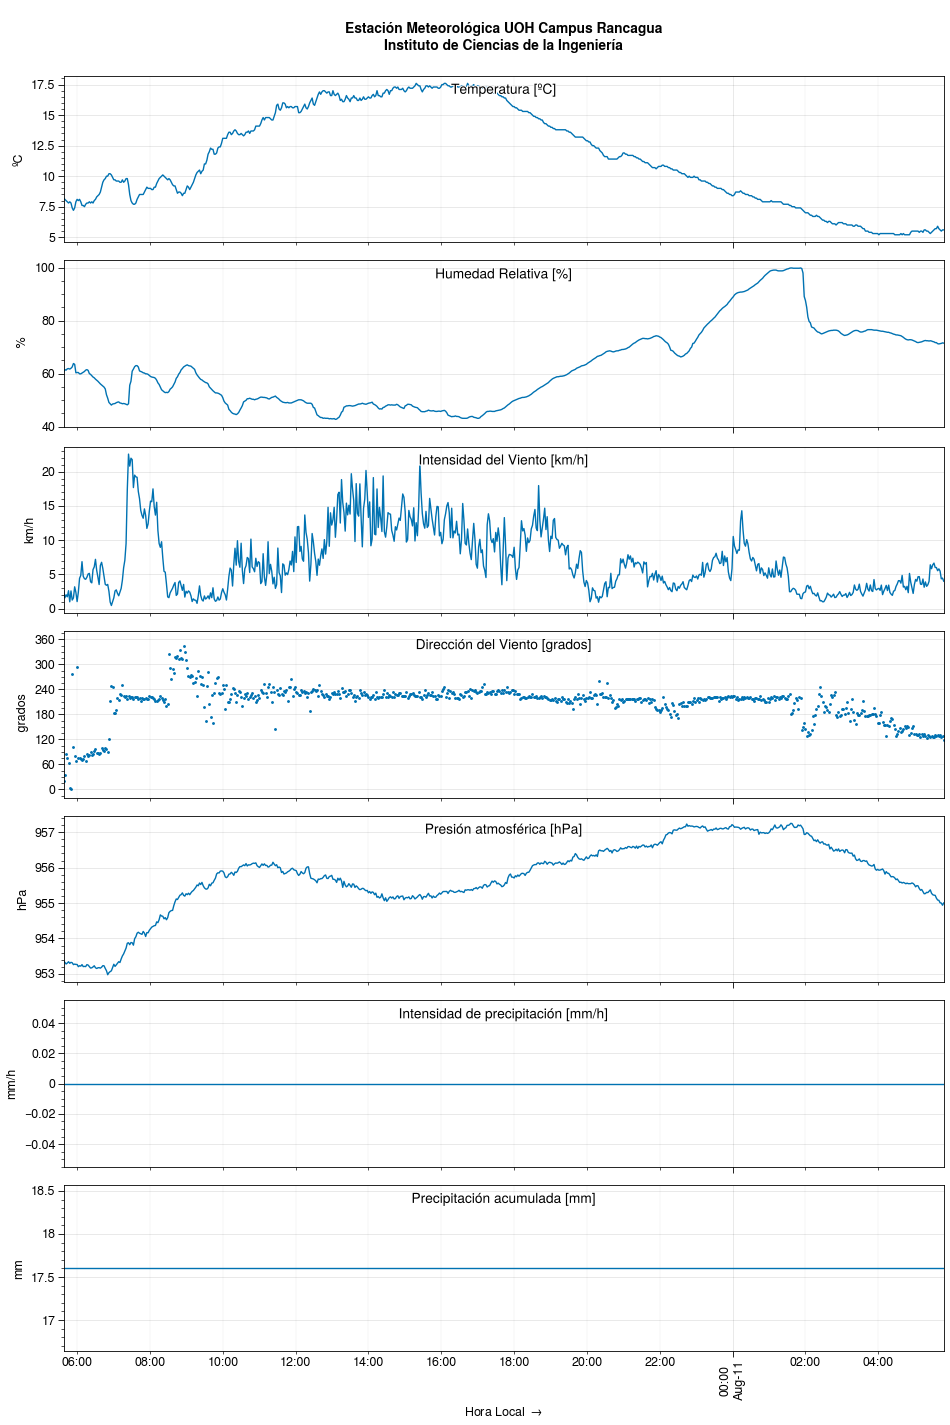 Estación Meteorológica UOH Campus Rancagua
Instituto de Ciencias de la Ingeniería
Temperatura [ºC]
17.5
15
12.5
10
7.5
5
ºC
Humedad Relativa [%]
100
80
60
40
%
Intensidad del Viento [km/h]
20
15
10
5
0
km/h
Dirección del Viento [grados]
360
300
240
180
120
60
0
grados
Presión atmosférica [hPa]
957
956
955
954
953
hPa
Intensidad de precipitación [mm/h]
0.04
0.02
0
−0.02
−0.04
mm/h
Precipitación acumulada [mm]
18.5
18
17.5
17
mm
06:00 08:00 10:00 12:00 14:00 16:00 18:00 20:00 22:00 00:00 02:00 04:00
Aug-11
Hora Local →